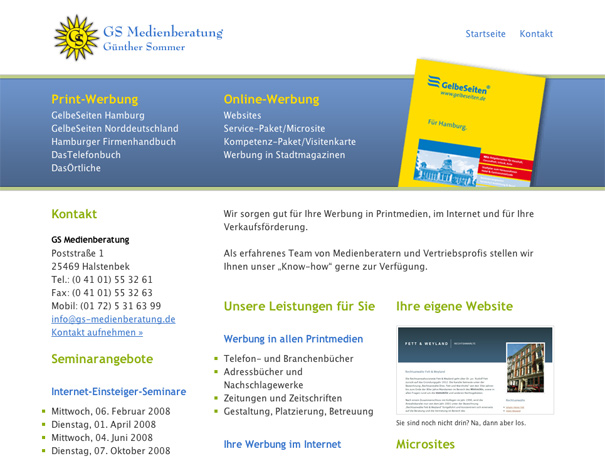 GS Medienberatung
Günther Sommer
Startseite Kontakt
Print-Werbung
GelbeSeiten Hamburg
GelbeSeiten Norddeutschland
Hamburger Firmenhandbuch
DasTelefonbuch
DasÖrtliche
Online-Werbung
Websites
Service-Paket/Microsite
Kompetenz-Paket/Visitenkarte
Werbung in Stadtmagazinen
GelbeSeiten
www.gelbeseiten.de
Für Hamburg.
Kontakt
GS Medienberatung
Poststraße 1
25469 Halstenbek
Tel.: (0 41 01) 55 32 61
Fax: (0 41 01) 55 32 63
Mobil: (01 72) 5 31 63 99
info@gs-medienberatung.de
Kontakt aufnehmen »
Seminarangebote
Internet-Einsteiger-Seminare
Mittwoch, 06. Februar 2008
Dienstag, 01. April 2008
Mittwoch, 04. Juni 2008
Dienstag, 07. Oktober 2008
Wir sorgen gut für Ihre Werbung in Printmedien, im Internet und für Ihre
Verkaufsförderung.
Als erfahrenes Team von Medienberatern und Vertriebsprofis stellen wir
Ihnen unser „Know-how“ gerne zur Verfügung.
Unsere Leistungen für Sie
Werbung in allen Printmedien
Telefon- und Branchenbücher
Adressbücher und
Nachschlagewerke
Zeitungen und Zeitschriften
Gestaltung, Platzierung, Betreuung
Ihre Werbung im Internet
Ihre eigene Website
FETT & WEYLAND
Sie sind noch nicht drin? Na, dann aber los.
Microsites